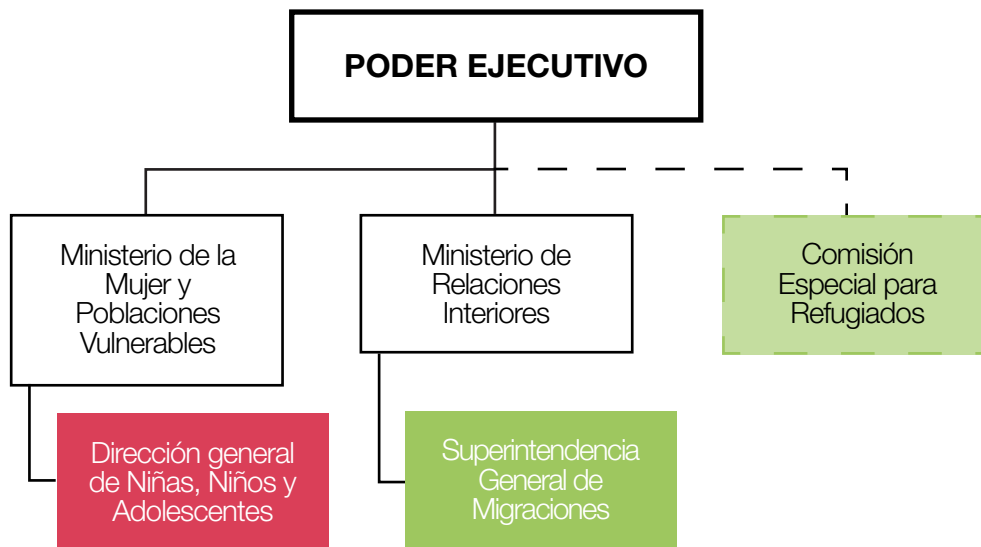 PODER EJECUTIVO
Ministerio de la
Mujer y
Poblaciones
Vulnerables
Ministerio de
Relaciones
Interiores
Comisión
Especial para
Refugiados
Dirección general
de Niñas, Niños y
Adolescentes
Superintendencia
General de
Migraciones